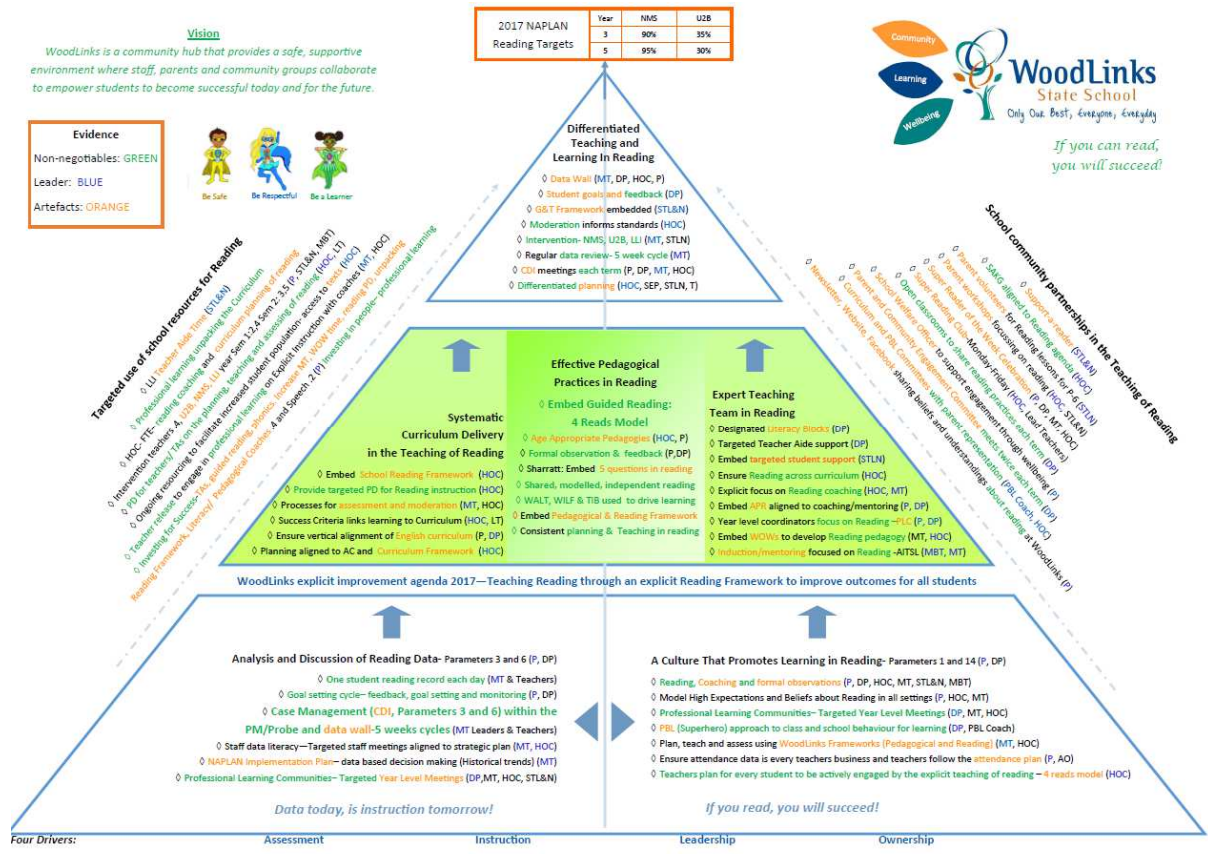 2017 NAPLAN
Reading Targets
Year NMS U2B
3 90% 35%
5 95% 30%
Vision
WoodLinks is a community hub that provides a safe, supportive
environment where staff, parents and community groups collaborate
to empower students to become successful today and for the future.
Evidence
Non-negotiables: GREEN
Leader: BLUE
Artefacts: ORANGE
Be Safe
Be Respectful
Be a Learner
Community
Learning
Wellbeing
WoodLinks
State School
Only Our Best, Everyone, Everyday
If you can read,
you will succeed!
Differentiated
Teaching and
Learning In Reading
◊ Data Wall (MT, DP, HOC, P)
◊ Student goals and feedback (DP)
◊ G&T Framework embedded (STL&N)
◊ Moderation informs standards (HOC)
◊ Intervention- NMS, U2B, LLI (MT, STLN)
◊ Regular data review- 5 week cycle (MT)
◊ CDI meetings each term (P, DP, MT, HOC)
◊ Differentiated planning (HOC, SEP, STLN, T)
Targeted use of school resources for Reading
◊ LLI Teacher Aide Time (STL&N)
◊ Professional learning unpacking the Curriculum
◊ HOC- FTE– reading coaching and curriculum planning of reading
◊ Intervention teachers .4, U2B, NMS, LLI year Sem 1:2,4 Sem 2: 3,5 (P, STL&N, MBT)
◊ PD for teachers/ TAs on the planning, teaching and assessing of reading (HOC, LT)
◊ Ongoing resourcing to facilitate increased student population- access to texts (HOC)
◊ Teacher release to engage in professional learning on Explicit Instruction with coaches (MT, HOC)
◊ Investing for Success-TAs, guided reading, phonics, increase MT, WOW time, reading PD, unpacking
Reading Framework, Literacy/ Pedagogical Coaches .4 and Speech .2 (P) Investing in people– professional learning
School community partnerships in the Teaching of Reading
◊ Support-a-reader (STL&N)
◊ SAKG aligned to Reading agenda (HOC)
◊ Parent volunteers for Reading lessons for P-6 (STLN)
◊ Parent workshops focussing on reading (HOC, STL&N)
◊ Super Reader of the Week Celebration (P, DP, MT, HOC)
◊ Super Reading Club-Monday-Friday (HOC, Lead Teachers)
◊ Open classrooms to share reading practices each term (DP)
◊ School Welfare Officer to support engagement through wellbeing (P)
◊ Parent and Community Engagement Committee meets twice each term (DP)
◊ Curriculum and PBL Committees with parent representation (PBL Coach, HOC)
◊ Newsletter, Website, Facebook sharing beliefs and understandings about reading at WoodLinks (P)
Systematic
Curriculum Delivery
in the Teaching of Reading
◊ Embed School Reading Framework (HOC)
◊ Provide targeted PD for Reading instruction (HOC)
◊ Processes for assessment and moderation (MT, HOC)
◊ Success Criteria links learning to Curriculum (HOC, LT)
◊ Ensure vertical alignment of English curriculum (P, DP)
◊ Planning aligned to AC and Curriculum Framework (HOC)
Effective Pedagogical
Practices in Reading
◊ Embed Guided Reading:
4 Reads Model
◊ Age Appropriate Pedagogies (HOC, P)
◊ Formal observation & feedback (P,DP)
◊ Sharratt: Embed 5 questions in reading
◊ Shared, modelled, independent reading
◊ WALT, WILF & TIB used to drive learning
◊ Embed Pedagogical & Reading Framework
◊ Consistent planning & Teaching in reading
Expert Teaching
Team in Reading
◊ Designated Literacy Blocks (DP)
◊ Targeted Teacher Aide support (DP)
◊ Embed targeted student support (STLN)
◊ Ensure Reading across curriculum (HOC)
◊ Explicit focus on Reading coaching (HOC, MT)
◊ Embed APR aligned to coaching/mentoring (P, DP)
◊ Year level coordinators focus on Reading –PLC (P, DP)
◊ Embed WOWs to develop Reading pedagogy (MT, HOC)
◊ Induction/mentoring focused on Reading -AITSL (MBT, MT)
WoodLinks explicit improvement agenda 2017—Teaching Reading through an explicit Reading Framework to improve outcomes for all students
Analysis and Discussion of Reading Data- Parameters 3 and 6 (P, DP)
◊ One student reading record each day (MT & Teachers)
◊ Goal setting cycle– feedback, goal setting and monitoring (P, DP)
◊ Case Management (CDI, Parameters 3 and 6) within the
PM/Probe and data wall-5 weeks cycles (MT Leaders & Teachers)
◊ Staff data literacy—Targeted staff meetings aligned to strategic plan (MT, HOC)
◊ NAPLAN Implementation Plan– data based decision making (Historical trends) (MT)
◊ Professional Learning Communities– Targeted Year Level Meetings (DP,MT, HOC, STL&N)
Data today, is instruction tomorrow!
A Culture That Promotes Learning in Reading- Parameters 1 and 14 (P, DP)
◊ Reading, Coaching and formal observations (P, DP, HOC, MT, STL&N, MBT)
◊ Model High Expectations and Beliefs about Reading in all settings (P, HOC, MT)
◊ Professional Learning Communities– Targeted Year Level Meetings (DP, MT, HOC)
◊ PBL (Superhero) approach to class and school behaviour for learning (DP, PBL Coach)
◊ Plan, teach and assess using WoodLinks Frameworks (Pedagogical and Reading) (MT, HOC)
◊ Ensure attendance data is every teachers business and teachers follow the attendance plan (P, AO)
◊ Teachers plan for every student to be actively engaged by the explicit teaching of reading – 4 reads model (HOC)
If you read, you will succeed!
Four Drivers: Assessment Instruction Leadership Ownership